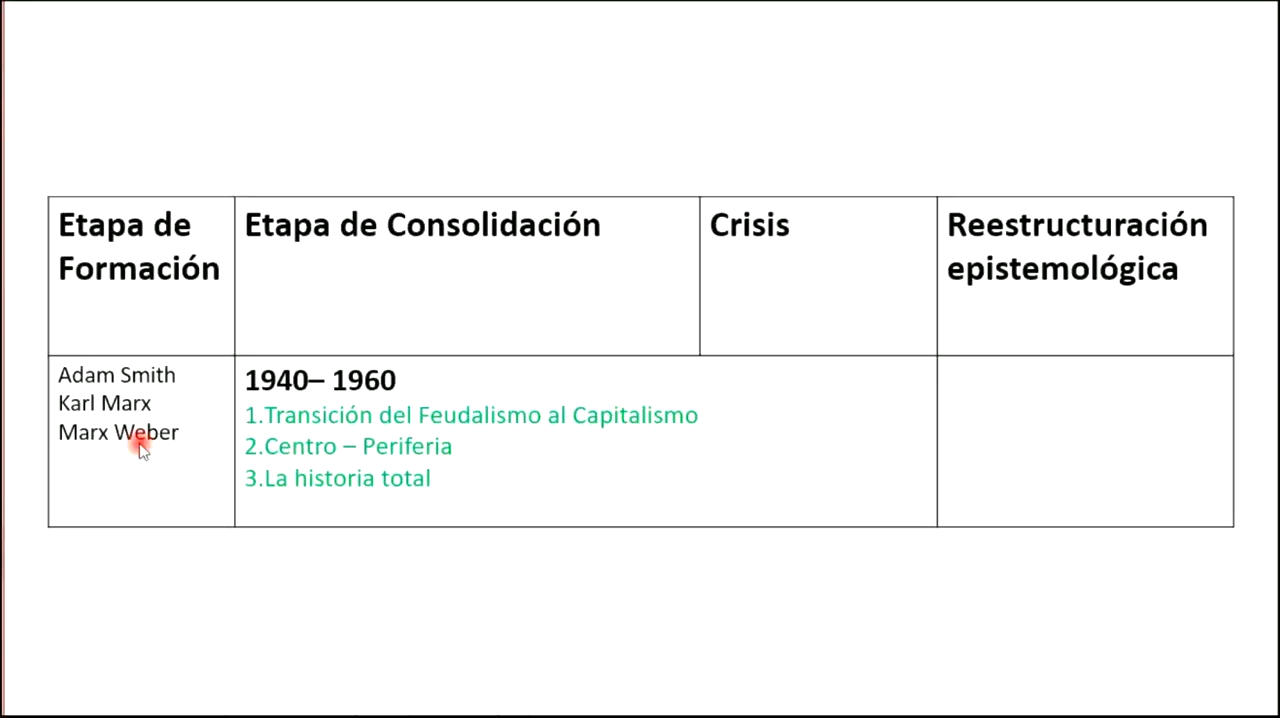 Etapa de
Formación
Etapa de Consolidación
Crisis
Reestructuración
epistemológica
Adam Smith
Karl Marx
Marx Weber
1940– 1960
1.Transición del Feudalismo al Capitalismo
2.Centro – Periferia
3.La historia total